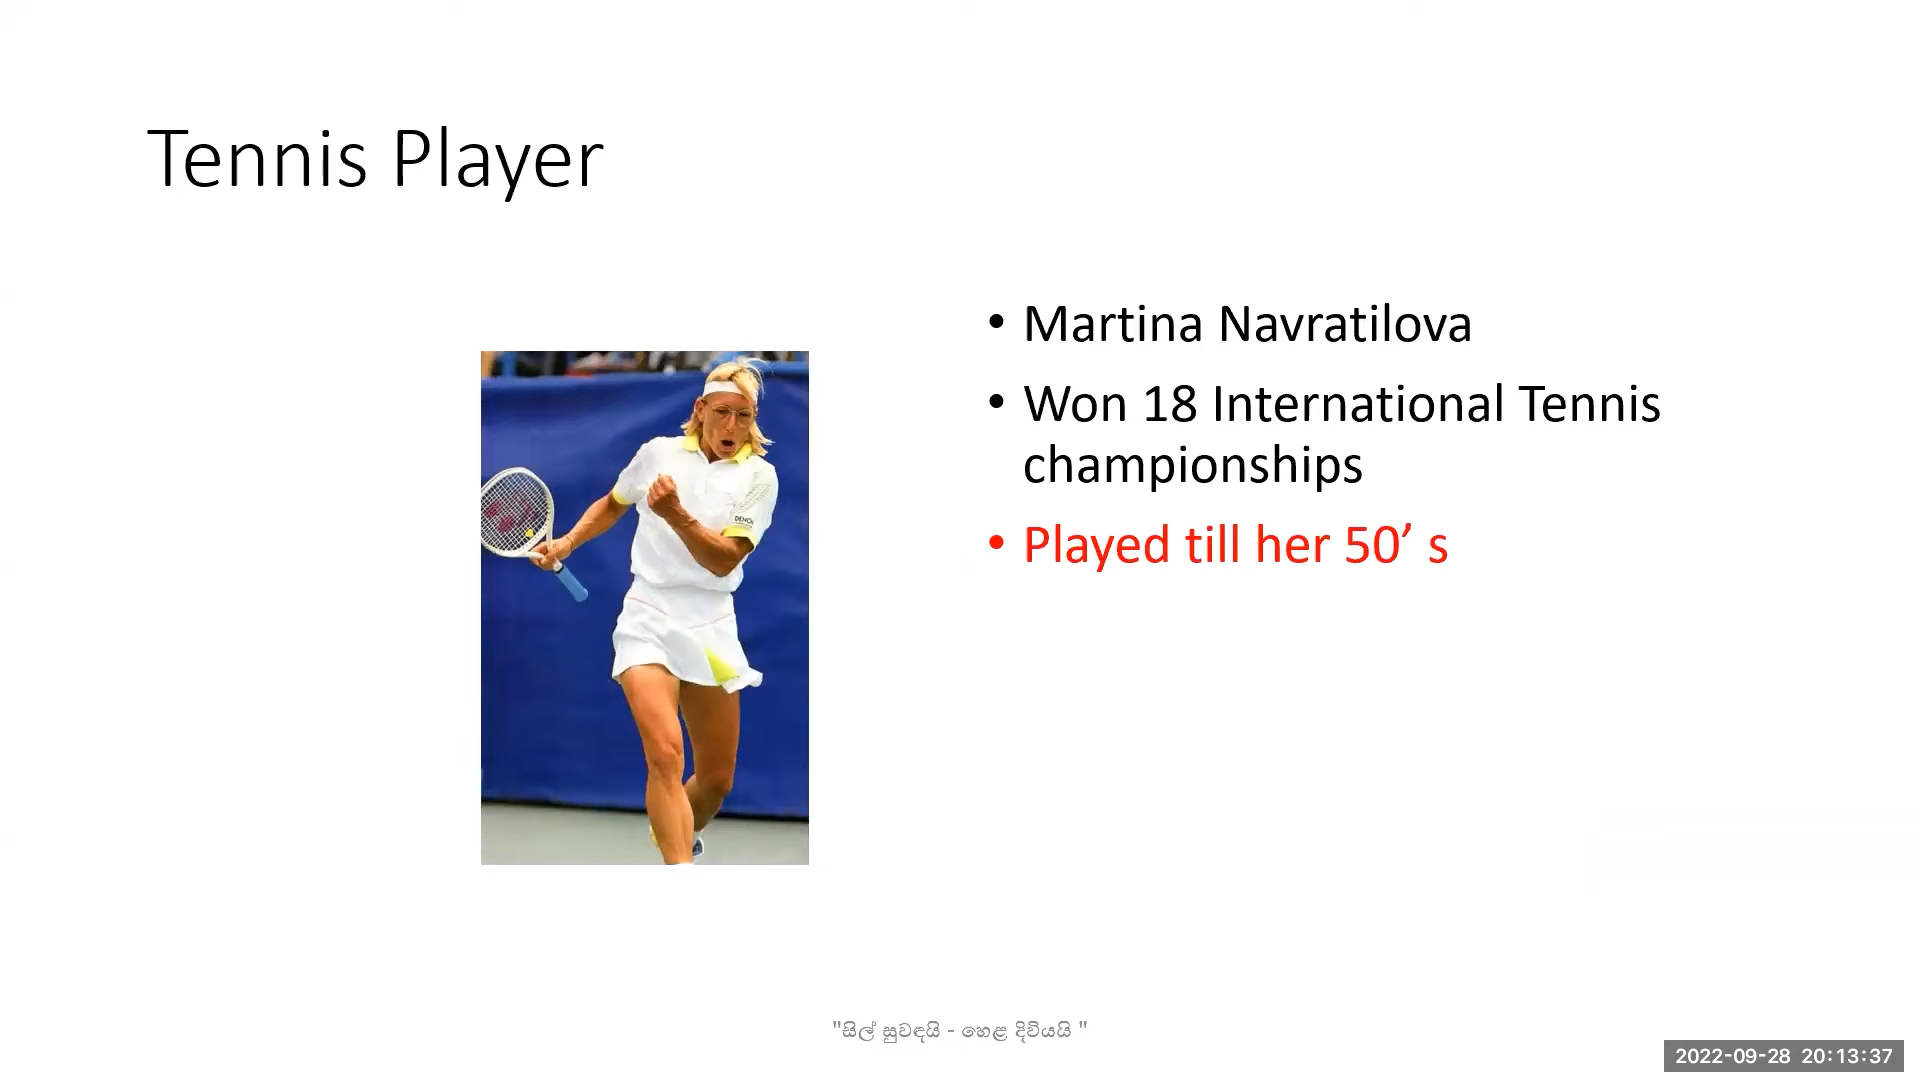 Tennis Player
• Martina Navratilova
• Won 18 International Tennis
championships
• Played till her 50’ s
DENON
"සිල් සුවඳයි - හෙළ දිවියයි "
2022-09-28 20:13:37